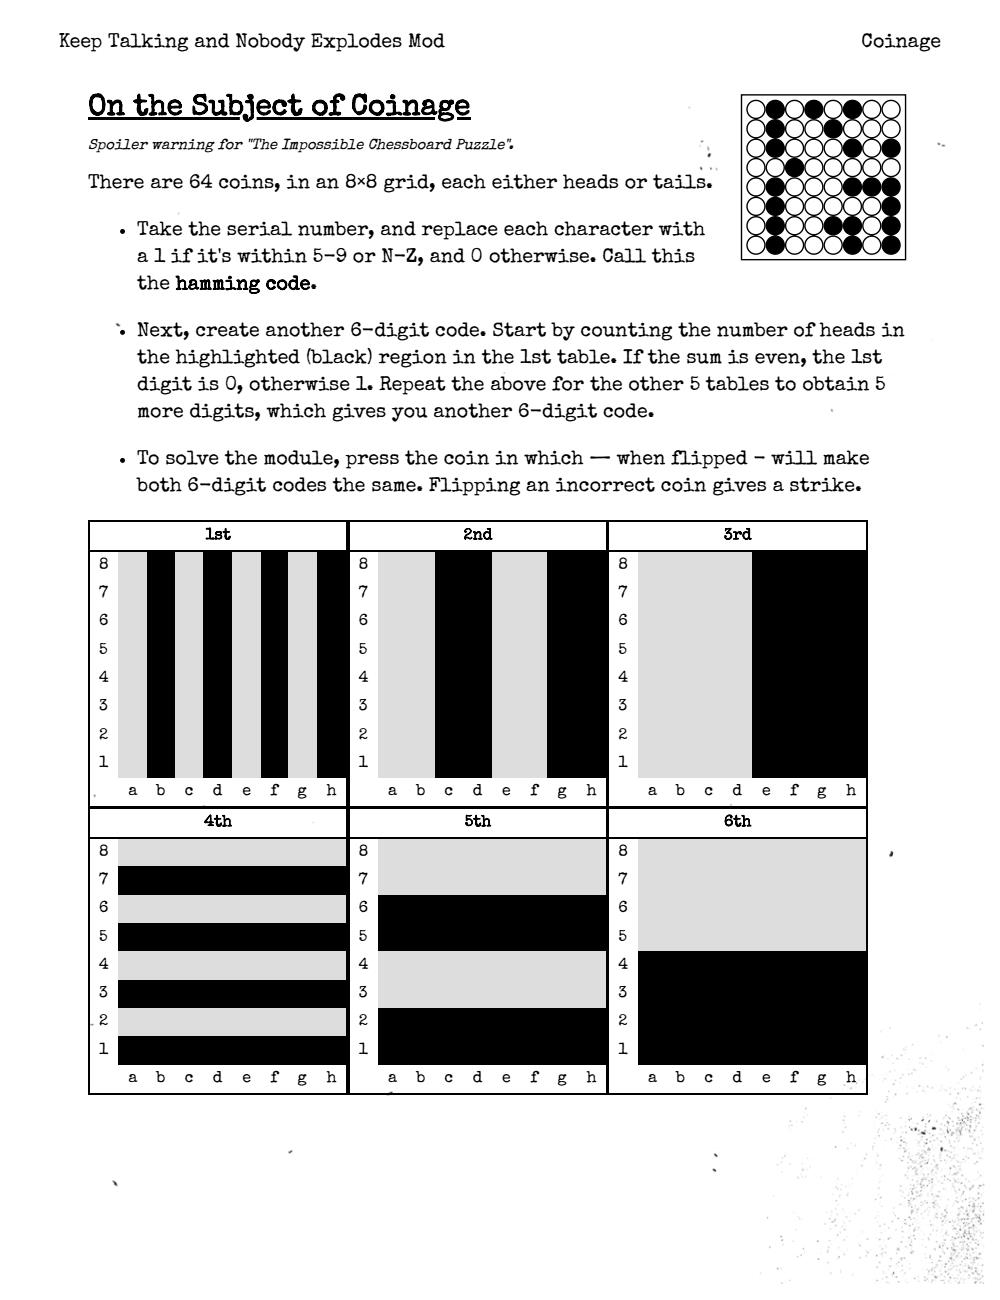 Keep Talking and Nobody Explodes Mod
Coinage
On the Subject of Coinage
Spoiler warning for "The Impossible Chessboard Puzzle".
There are 64 coins, in an 8×8 grid, each either heads or tails.
• Take the serial number, and replace each character with
a 1 if it's within 5-9 or N-Z, and 0 otherwise. Call this
the hamming code.
• Next, create another 6-digit code. Start by counting the number of heads in
the highlighted (black) region in the 1st table. If the sum is even, the 1st
digit is 0, otherwise 1. Repeat the above for the other 5 tables to obtain 5
more digits, which gives you another 6-digit code.
• To solve the module, press the coin in which — when flipped - will make
both 6-digit codes the same. Flipping an incorrect coin gives a strike.
1st 2nd 3rd
8 8 8
7 7 7
6 6 6
5 5 5
4 4 4
3 3 3
2 2 2
1 1 1
a b c d e f g h a b c d e f g h a b c d e f g h
4th 5th 6th
8 8 8
7 7 7
6 6 6
5 5 5
4 4 4
3 3 3
2 2 2
1 1 1
a b c d e f g h a b c d e f g h a b c d e f g h